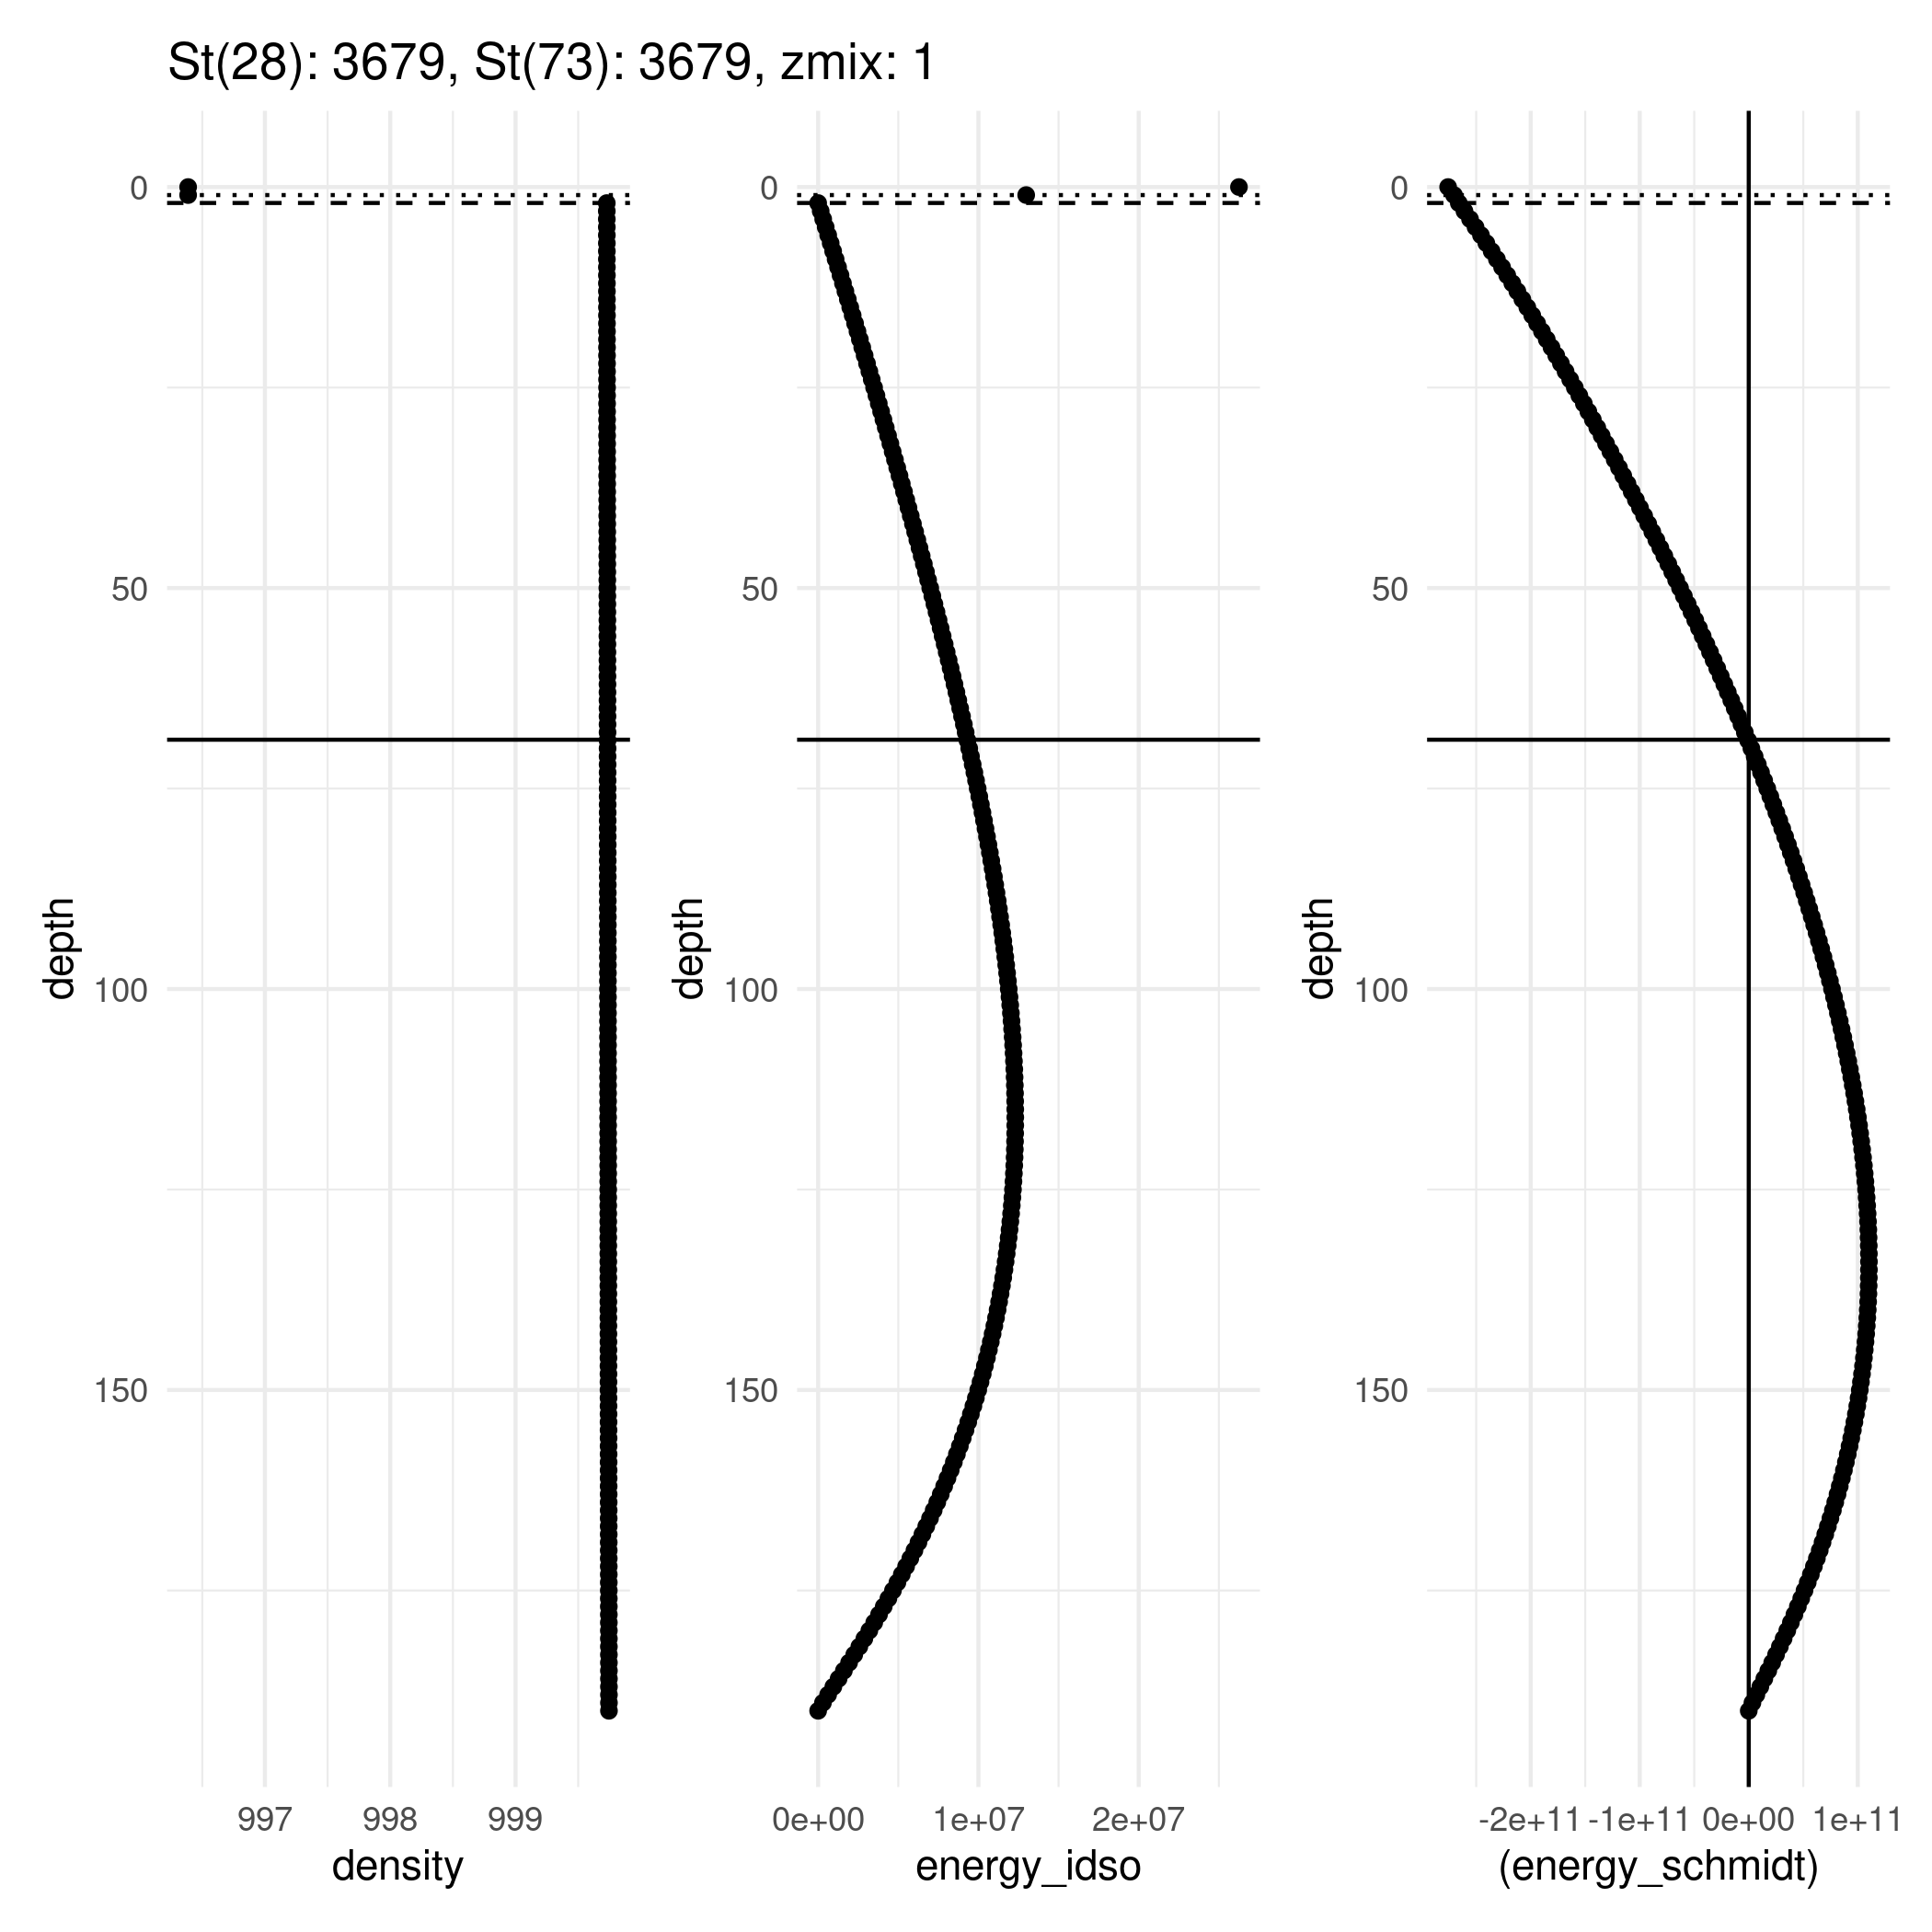 St(28): 3679, St(73): 3679, zmix: 1
0
50
100
150
depth
997 998 999
density
0
50
100
150
depth
0e+00 1e+07 2e+07
energy_idso
0
50
100
150
depth
-2e+11 -1e+11 0e+00 1e+11
(energy_schmidt)